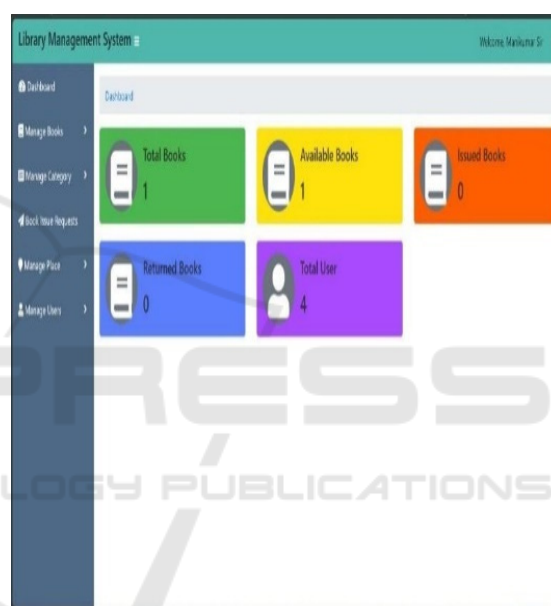 Library Management System
Welcome, Manikumar Sir
Dashboard
Dashboard
Manage Books
Manage Category
Book Issue Requests
Manage Place
Manage Users
Total Books
1
Available Books
1
Issued Books
0
Returned Books
0
Total User
4
PRESS
LOGY PUBLICATIONS